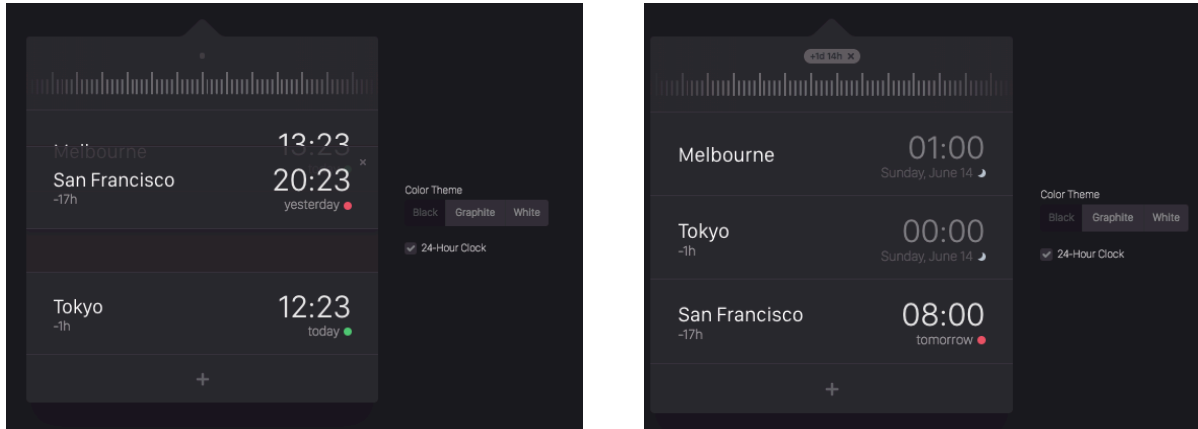 Melbourne 13:23
San Francisco 20:23
-17h yesterday
Tokyo 12:23
-1h today
+
Color Theme
Black Graphite White
24-Hour Clock
+1d 14h ×
Melbourne 01:00
Sunday, June 14
Tokyo 00:00
-1h Sunday, June 14
San Francisco 08:00
-17h tomorrow
+
Color Theme
Black Graphite White
24-Hour Clock